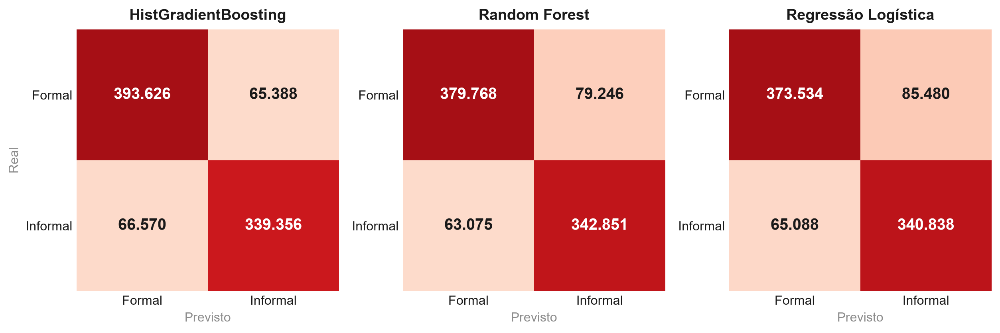 HistGradientBoosting
Real
Formal
393.626
65.388
Informal
66.570
339.356
Formal
Informal
Previsto
Random Forest
Formal
379.768
79.246
Informal
63.075
342.851
Formal
Informal
Previsto
Regressão Logística
Formal
373.534
85.480
Informal
65.088
340.838
Formal
Informal
Previsto